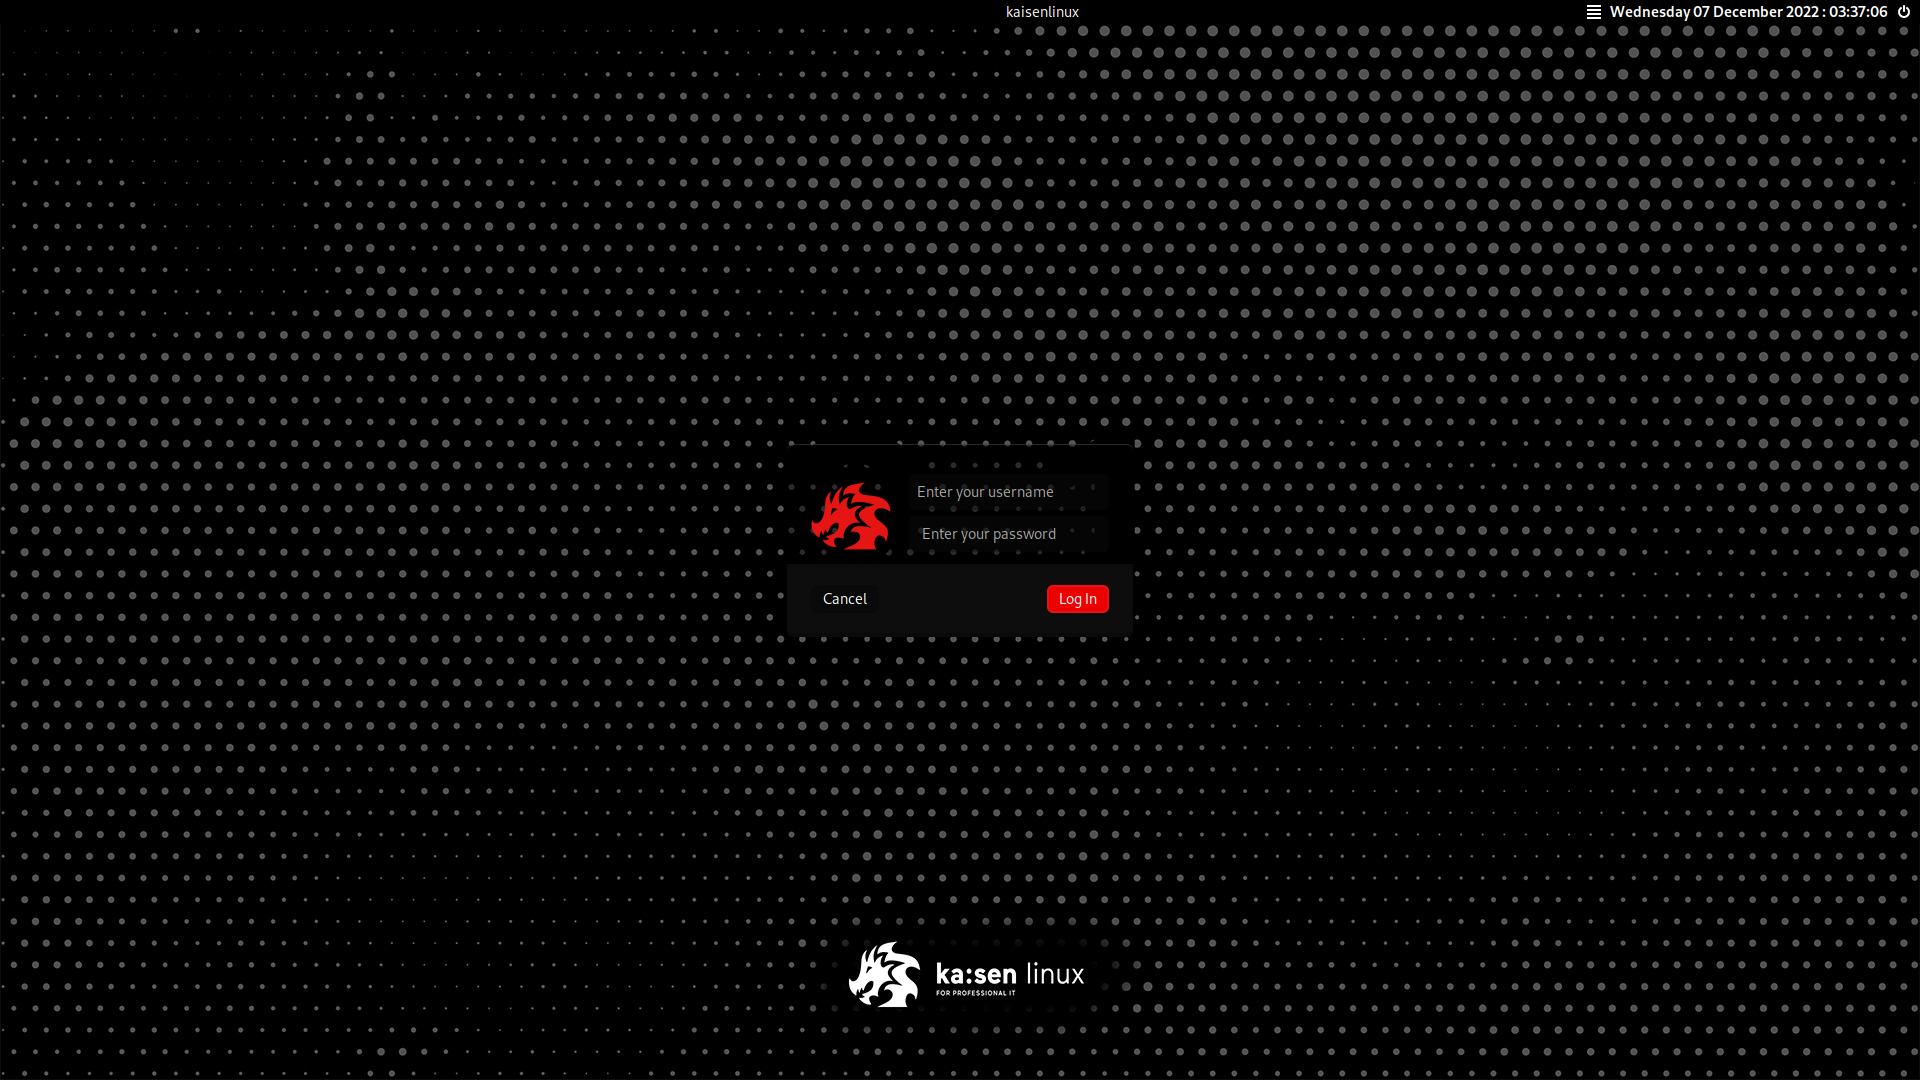 kaisenlinux
Wednesday 07 December 2022 : 03:37:06
Enter your username
Enter your password
Cancel
Log In
ka:sen linux
FOR PROFESSIONAL IT